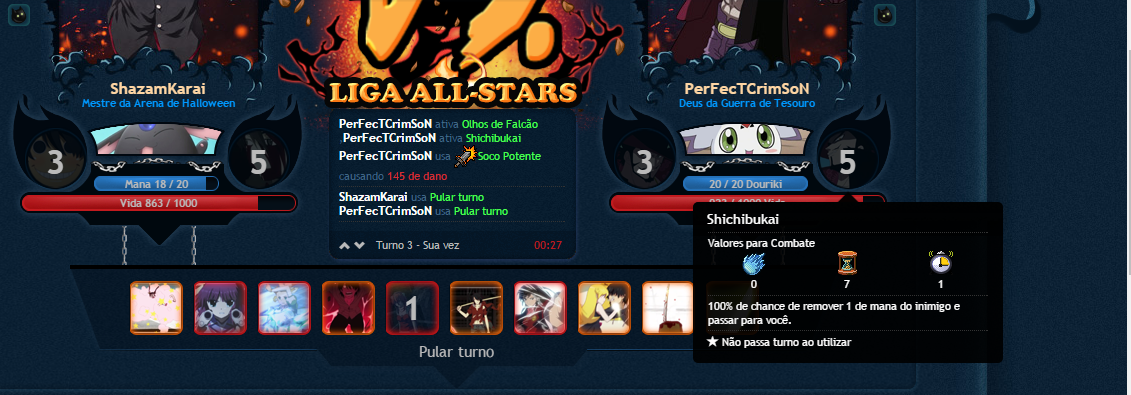 LIGA ALL-STARS
ShazamKarai
Mestre da Arena de Halloween
3
5
Mana 18 / 20
Vida 863 / 1000
PerFecTCrimSoN ativa Olhos de Falcão
PerFecTCrimSoN ativa Shichibukai
PerFecTCrimSoN usa Soco Potente
causando 145 de dano
ShazamKarai usa Pular turno
PerFecTCrimSoN usa Pular turno
Turno 3 - Sua vez
00:27
PerFecTCrimSoN
Deus da Guerra de Tesouro
3
5
20 / 20 Douriki
Shichibukai
Valores para Combate
0
7
1
100% de chance de remover 1 de mana do inimigo e
passar para você.
Não passa turno ao utilizar
1
Pular turno